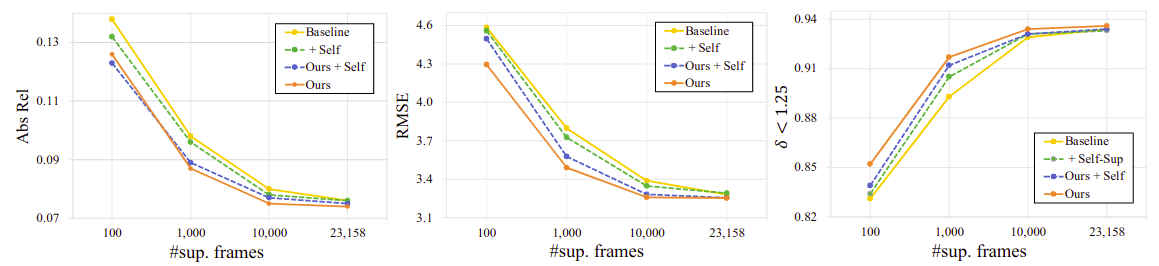 0.13
0.11
0.09
0.07
Abs Rel
100
1,000
10,000
23,158
#sup. frames
Baseline
+ Self
Ours + Self
Ours
4.6
4.3
4.0
3.7
3.4
3.1
RMSE
100
1,000
10,000
23,158
#sup. frames
Baseline
+ Self
Ours + Self
Ours
0.94
0.91
0.88
0.85
0.82
δ < 1.25
100
1,000
10,000
23,158
#sup. frames
Baseline
+ Self-Sup
Ours + Self
Ours